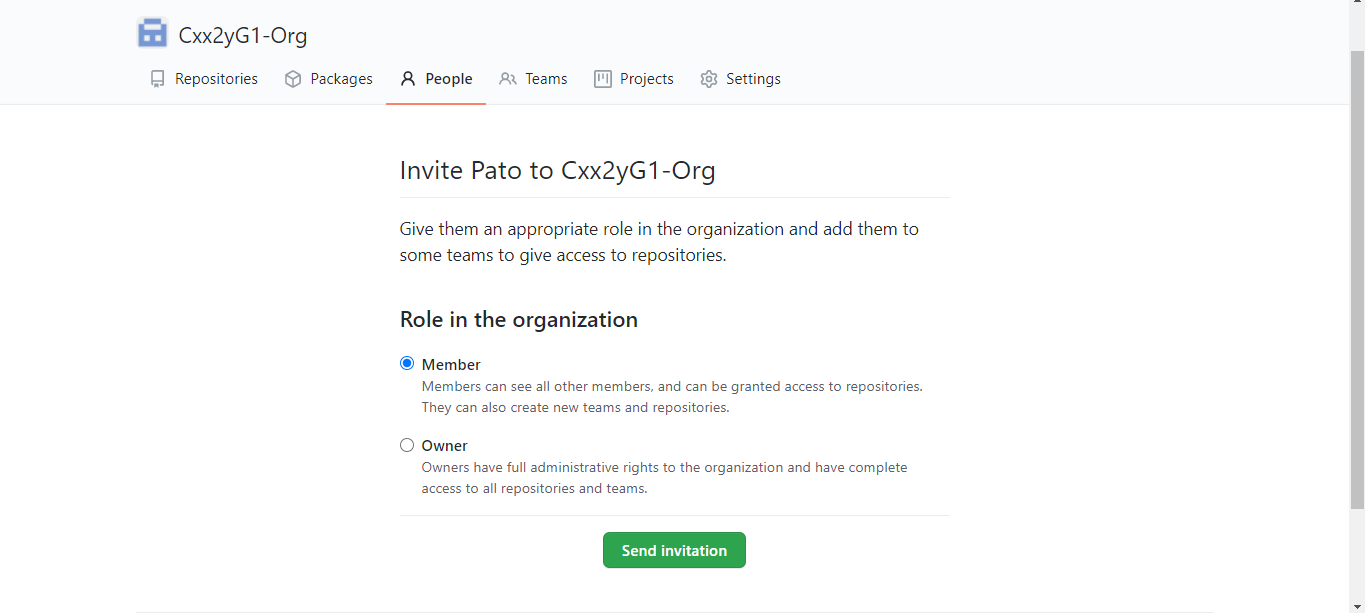 Cxx2yG1-Org
Repositories Packages People Teams Projects Settings
Invite Pato to Cxx2yG1-Org
Give them an appropriate role in the organization and add them to
some teams to give access to repositories.
Role in the organization
Member
Members can see all other members, and can be granted access to repositories.
They can also create new teams and repositories.
Owner
Owners have full administrative rights to the organization and have complete
access to all repositories and teams.
Send invitation